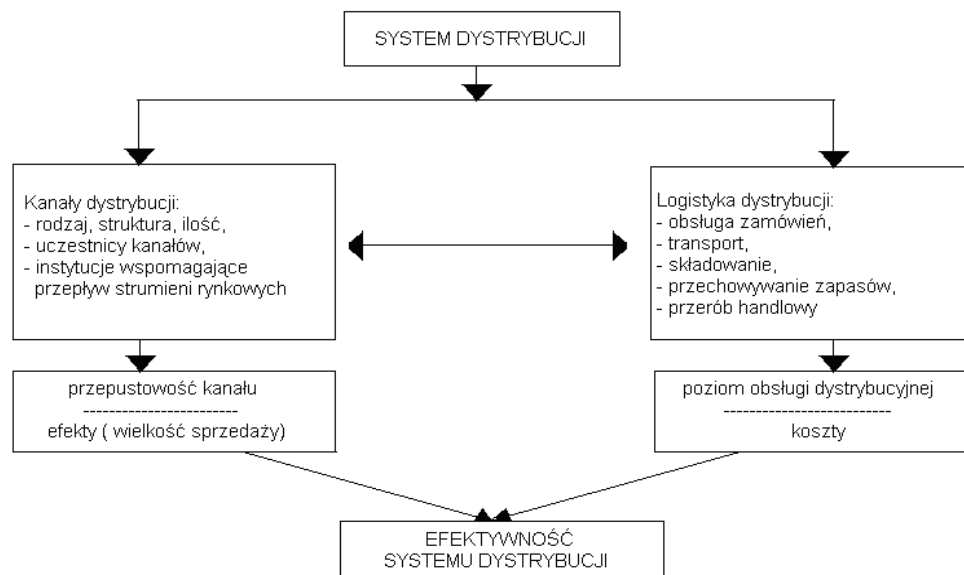 SYSTEM DYSTRYBUCJI
Kanały dystrybucji:
- rodzaj, struktura, ilość,
- uczestnicy kanałów,
- instytucje wspomagające
przepływ strumieni rynkowych
Logistyka dystrybucji:
- obsługa zamówień,
- transport,
- składowanie,
- przechowywanie zapasów,
- przerób handlowy
przepustowość kanału
------------------------
efekty ( wielkość sprzedaży)
poziom obsługi dystrybucyjnej
--------------------------
koszty
EFEKTYWNOŚĆ
SYSTEMU DYSTRYBUCJI